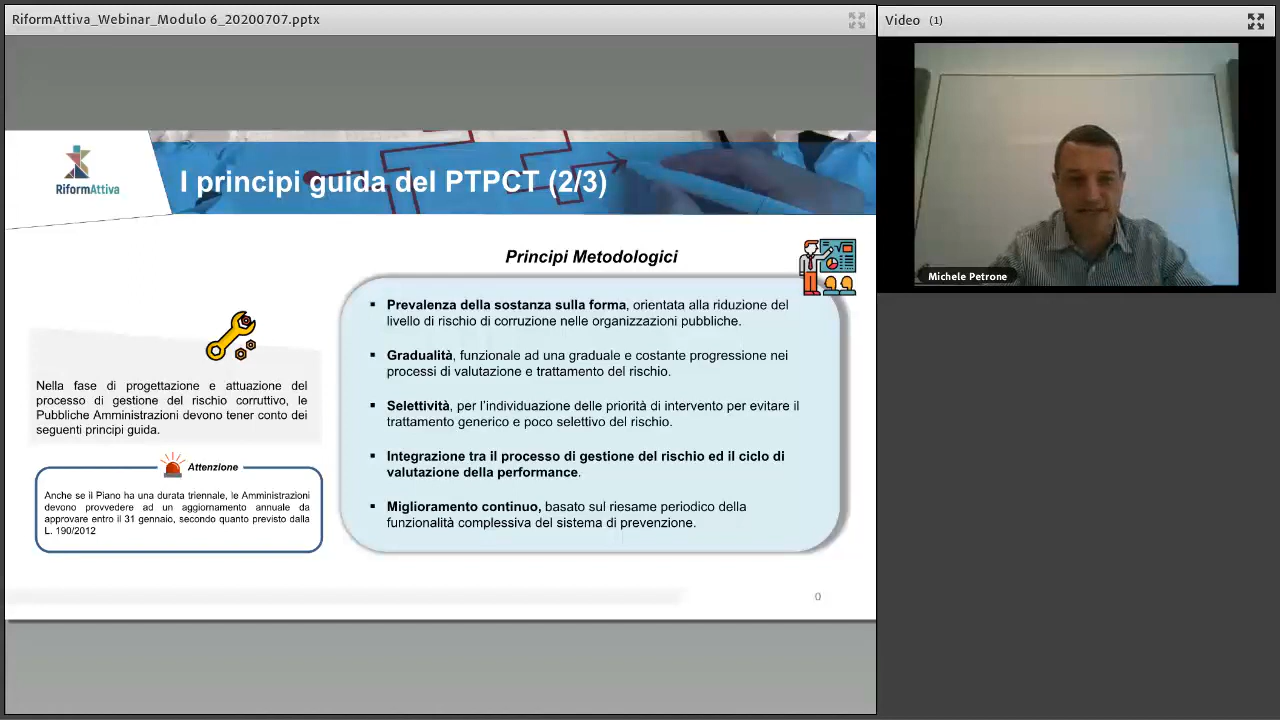 RiformAttiva_Webinar_Modulo 6_20200707.pptx
Video (1)
Michele Petrone
RiformAttiva
I principi guida del PTPCT (2/3)
Principi Metodologici
Nella fase di progettazione e attuazione del
processo di gestione del rischio corruttivo, le
Pubbliche Amministrazioni devono tener conto dei
seguenti principi guida.
Attenzione
Anche se il Piano ha una durata triennale, le Amministrazioni
devono provvedere ad un aggiornamento annuale da
approvare entro il 31 gennaio, secondo quanto previsto dalla
L. 190/2012
▪ Prevalenza della sostanza sulla forma, orientata alla riduzione del
livello di rischio di corruzione nelle organizzazioni pubbliche.
▪ Gradualità, funzionale ad una graduale e costante progressione nei
processi di valutazione e trattamento del rischio.
▪ Selettività, per l’individuazione delle priorità di intervento per evitare il
trattamento generico e poco selettivo del rischio.
▪ Integrazione tra il processo di gestione del rischio ed il ciclo di
valutazione della performance.
▪ Miglioramento continuo, basato sul riesame periodico della
funzionalità complessiva del sistema di prevenzione.
0